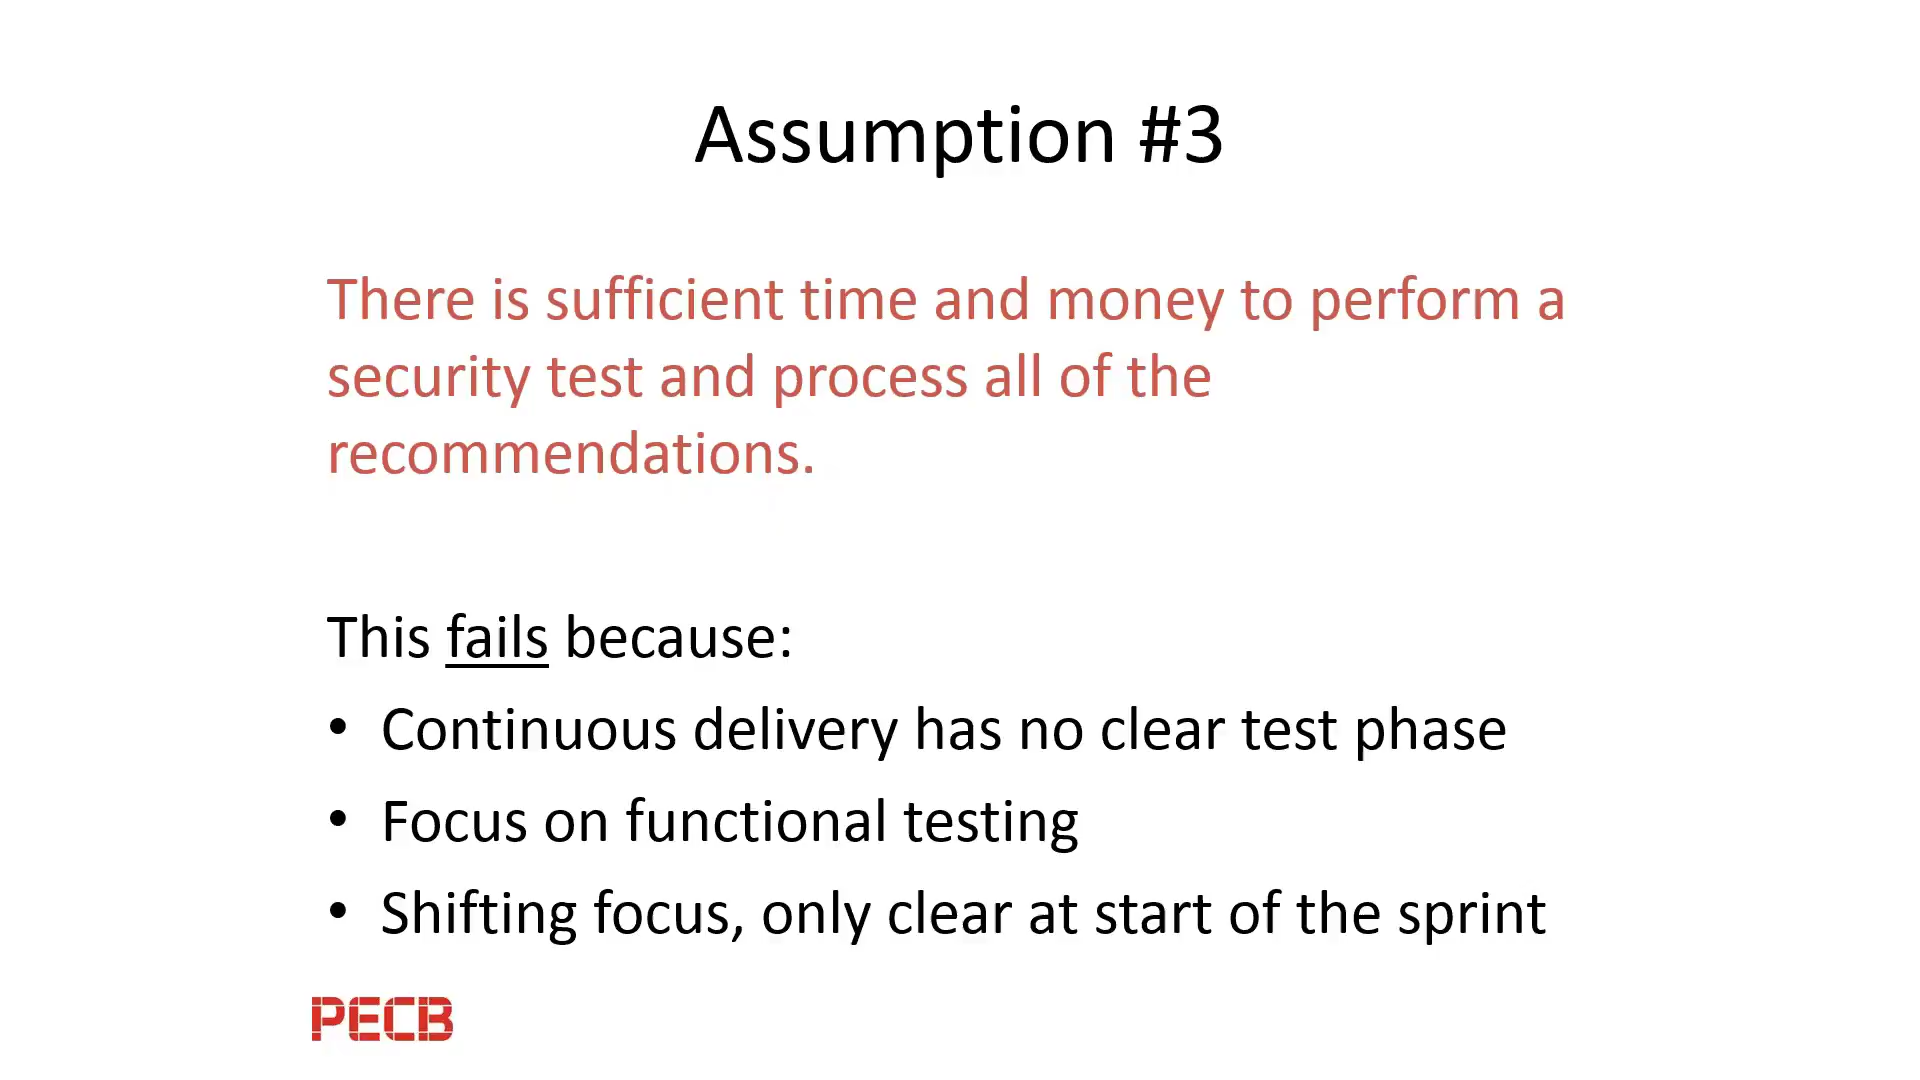 Assumption #3
There is sufficient time and money to perform a
security test and process all of the
recommendations.
This fails because:
• Continuous delivery has no clear test phase
• Focus on functional testing
• Shifting focus, only clear at start of the sprint
PECB